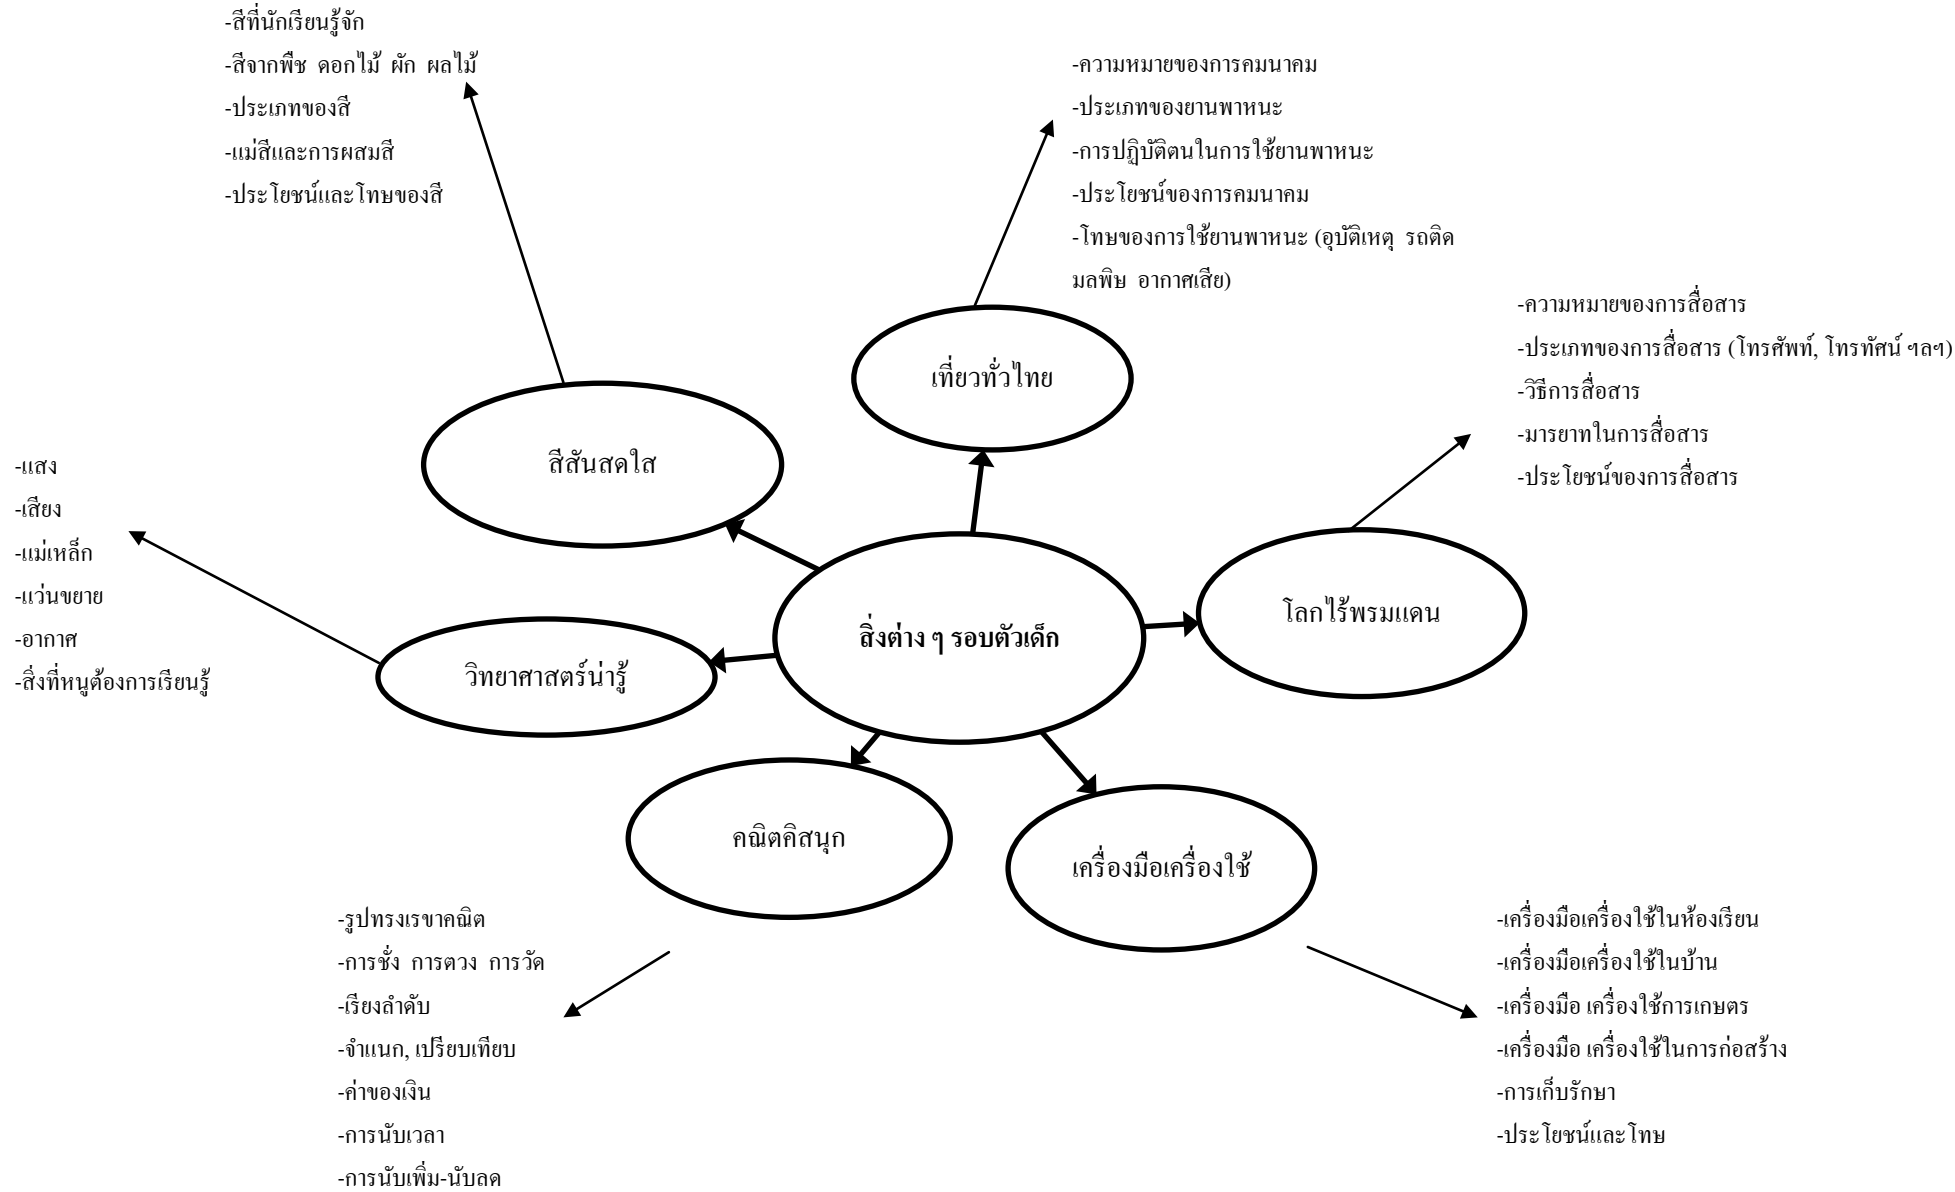 -สีที่นักเรียนรู้จัก
-สีจากพืช ดอกไม้ ผัก ผลไม้
-ประเภทของสี
-แม่สีและการผสมสี
-ประโยชน์และโทษของสี
-ความหมายของการคมนาคม
-ประเภทของยานพาหนะ
-การปฏิบัติตนในการใช้ยานพาหนะ
-ประโยชน์ของการคมนาคม
-โทษของการใช้ยานพาหนะ (อุบัติเหตุ รถติด
มลพิษ อากาศเสีย)
-ความหมายของการสื่อสาร
-ประเภทของการสื่อสาร (โทรศัพท์, โทรทัศน์ ฯลฯ)
-วิธีการสื่อสาร
-มารยาทในการสื่อสาร
-ประโยชน์ของการสื่อสาร
เที่ยวทั่วไทย
สีสันสดใส
-แสง
-เสียง
-แม่เหล็ก
-แว่นขยาย
-อากาศ
-สิ่งที่หนูต้องการเรียนรู้
โลกไร้พรมแดน
สิ่งต่าง ๆ รอบตัวเด็ก
วิทยาศาสตร์น่ารู้
คณิตคิสนุก
เครื่องมือเครื่องใช้
-รูปทรงเรขาคณิต
-การชั่ง การตวง การวัด
-เรียงลำดับ
-จำแนก, เปรียบเทียบ
-ค่าของเงิน
-การนับเวลา
-การนับเพิ่ม-นับลด
-เครื่องมือเครื่องใช้ในห้องเรียน
-เครื่องมือเครื่องใช้ในบ้าน
-เครื่องมือ เครื่องใช้การเกษตร
-เครื่องมือ เครื่องใช้ในการก่อสร้าง
-การเก็บรักษา
-ประโยชน์และโทษ